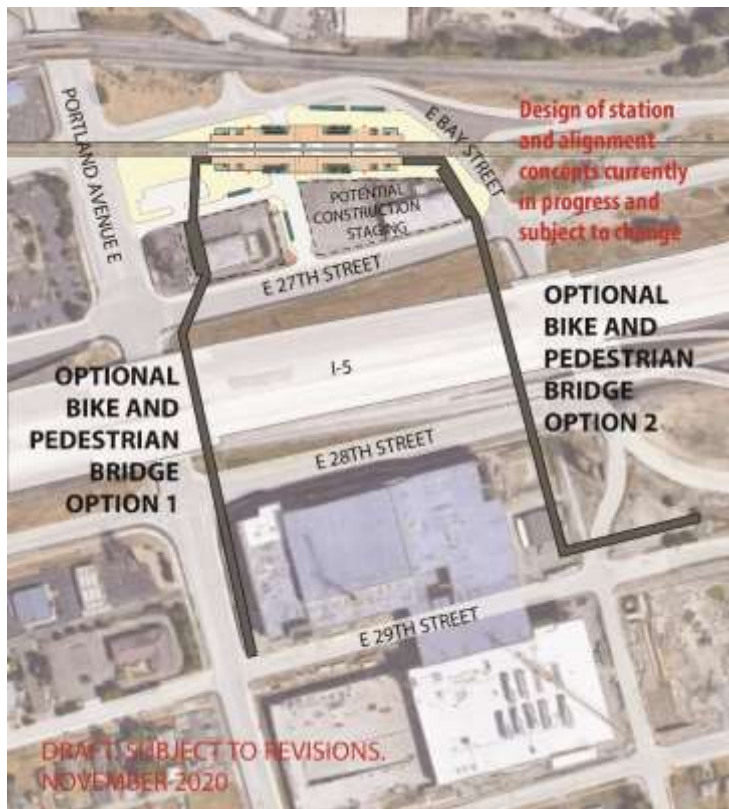 PORTLAND AVENUE E
E BAY STREET
Design of station
and alignment
concepts currently
in progress and
subject to change
POTENTIAL
CONSTRUCTION
STAGING
E 27TH STREET
OPTIONAL
BIKE AND
PEDESTRIAN
BRIDGE
OPTION 2
I-5
OPTIONAL
BIKE AND
PEDESTRIAN
BRIDGE
OPTION 1
E 28TH STREET
E 29TH STREET
DRAFT. SUBJECT TO REVISIONS.
NOVEMBER 2020